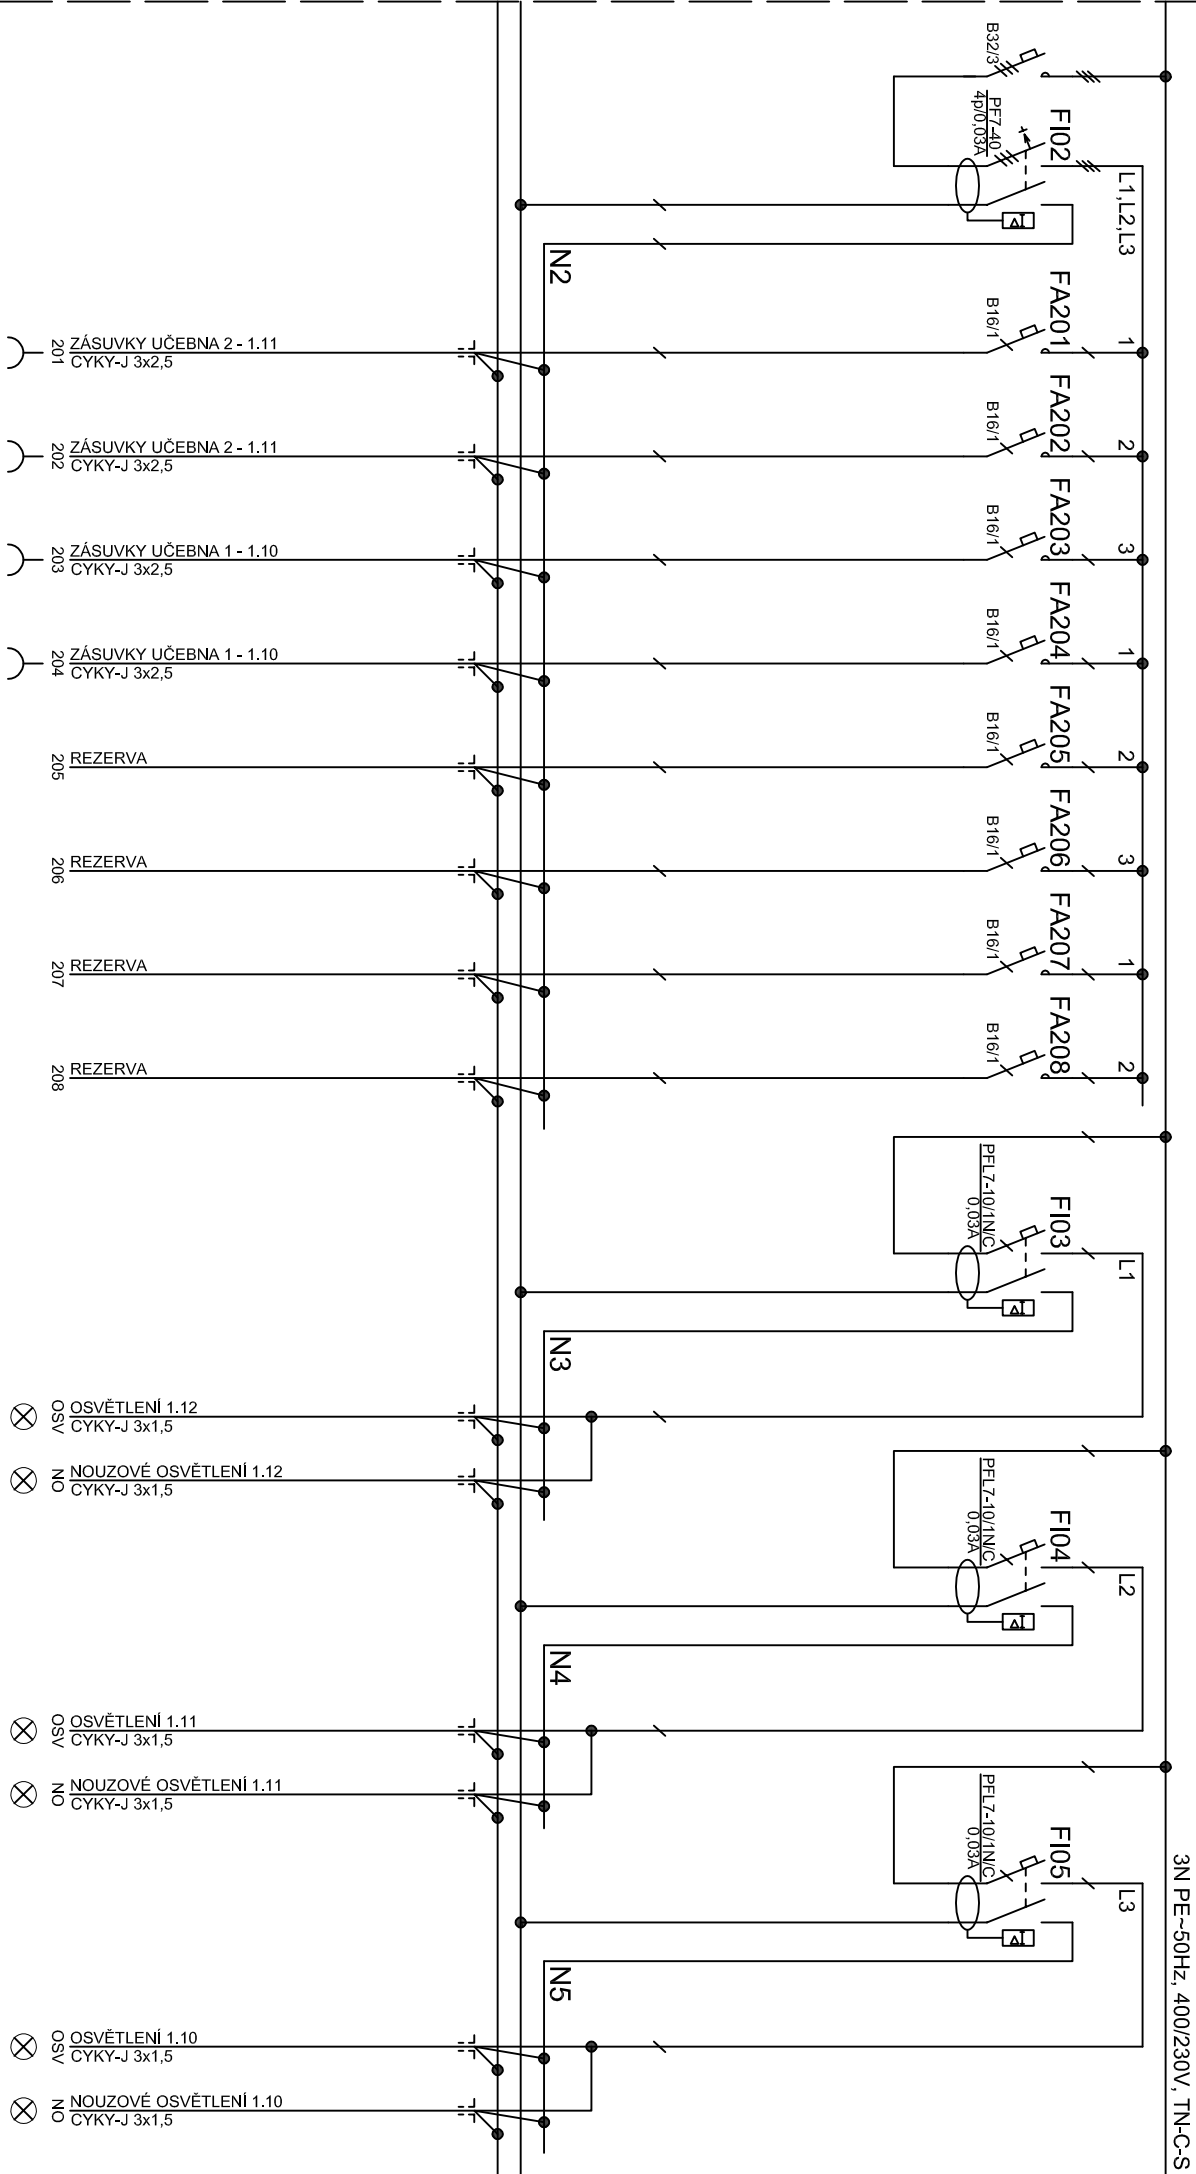 B32/3
PF7-40
4p/0,03A
FI02
L1,L2,L3
N2
FA201
B16/1
1
201
ZÁSUVKY UČEBNA 2 - 1.11
CYKY-J 3x2,5
FA202
B16/1
2
202
ZÁSUVKY UČEBNA 2 - 1.11
CYKY-J 3x2,5
FA203
B16/1
3
203
ZÁSUVKY UČEBNA 1 - 1.10
CYKY-J 3x2,5
FA204
B16/1
1
204
ZÁSUVKY UČEBNA 1 - 1.10
CYKY-J 3x2,5
FA205
B16/1
2
205
REZERVA
FA206
B16/1
3
206
REZERVA
FA207
B16/1
1
207
REZERVA
FA208
B16/1
2
208
REZERVA
PFL7-10/1N/C
0,03A
FI03
L1
ΔI
N3
OSV
OSVĚTLENÍ 1.12
CYKY-J 3x1,5
NO
NOUZOVÉ OSVĚTLENÍ 1.12
CYKY-J 3x1,5
PFL7-10/1N/C
0,03A
FI04
L2
ΔI
N4
OSV
OSVĚTLENÍ 1.11
CYKY-J 3x1,5
NO
NOUZOVÉ OSVĚTLENÍ 1.11
CYKY-J 3x1,5
PFL7-10/1N/C
0,03A
FI05
L3
ΔI
N5
OSV
OSVĚTLENÍ 1.10
CYKY-J 3x1,5
NO
NOUZOVÉ OSVĚTLENÍ 1.10
CYKY-J 3x1,5
3N PE~50Hz, 400/230V, TN-C-S
ΔI